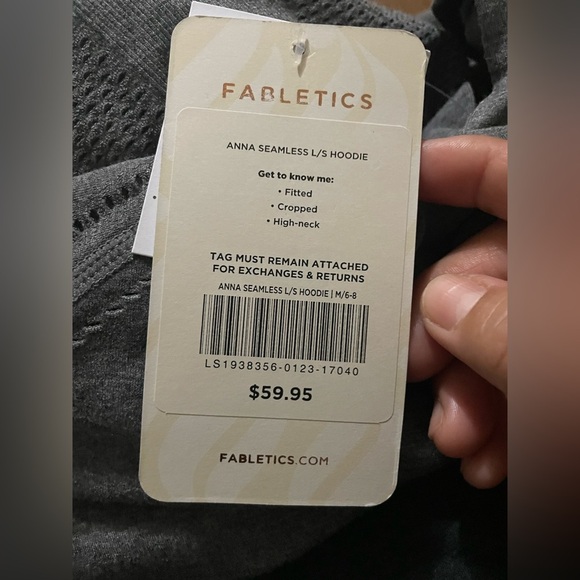 FABLETICS
ANNA SEAMLESS L/S HOODIE
Get to know me:
• Fitted
• Cropped
• High-neck
TAG MUST REMAIN ATTACHED
FOR EXCHANGES & RETURNS
ANNA SEAMLESS L/S HOODIE | M/6-8
LS1938356-0123-17040
$59.95
FABLETICS.COM